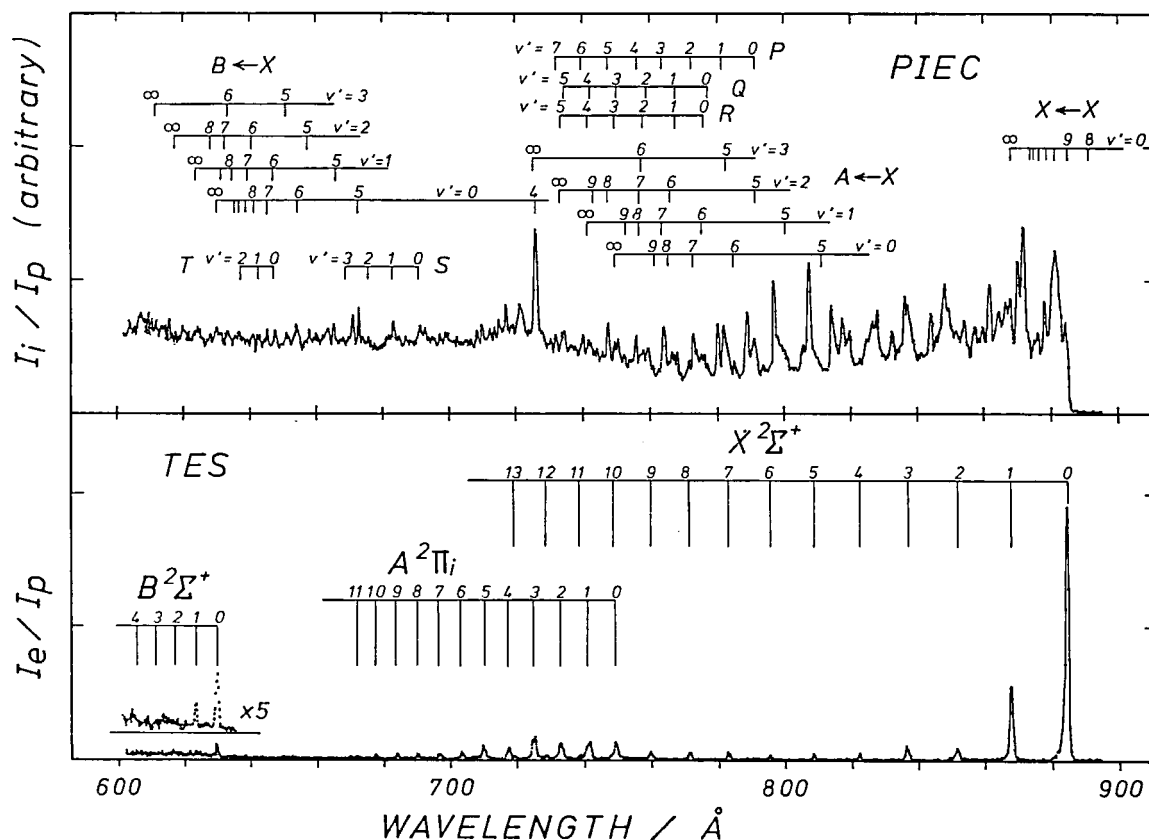 I_i / I_p (arbitrary)
PIEC
B ← X
∞ 6 5 v'=3
∞ 8 7 6 5 v'=2
∞ 8 7 6 5 v'=1
∞ 8 7 6 5 v'=0 4
T v'=2 1 0
v'=3 2 1 0 S
v'=7 6 5 4 3 2 1 0 P
v'=5 4 3 2 1 0 Q
v'=5 4 3 2 1 0 R
∞ 7 5 v'=3
A ← X
∞ 9 8 7 6 5 v'=2
∞ 9 8 7 6 5 v'=1
∞ 9 8 7 6 5 v'=0
X ← X
∞ 9 8 v'=0
I_e / I_p
TES
X ²Σ⁺
13 12 11 10 9 8 7 6 5 4 3 2 1 0
A ²Π_i
11 10 9 8 7 6 5 4 3 2 1 0
B ²Σ⁺
4 3 2 1 0
×5
600 700 800 900
WAVELENGTH / Å